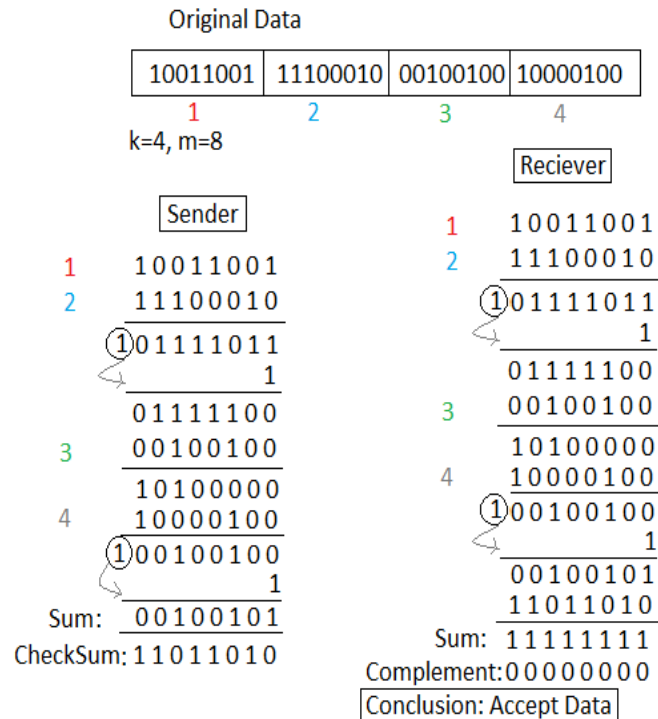 Original Data
10011001 11100010 00100100 10000100
1 2 3 4
k=4, m=8
Sender
1 10011001
2 11100010
1 01111011
1
01111100
3 00100100
10100000
4 10000100
1 00100100
1
Sum: 00100101
CheckSum: 11011010
Reciever
1 10011001
2 11100010
1 01111011
1
01111100
3 00100100
10100000
4 10000100
1 00100100
1
00100101
11011010
Sum: 11111111
Complement: 00000000
Conclusion: Accept Data